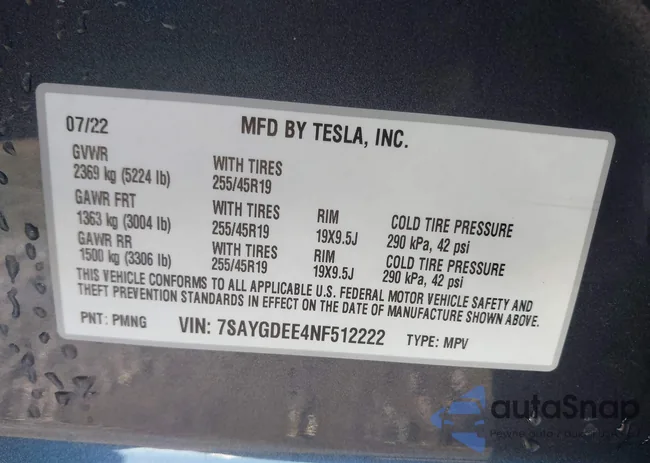 07/22 MFD BY TESLA, INC.
GVWR WITH TIRES
2369 kg (5224 lb) 255/45R19
GAWR FRT WITH TIRES RIM COLD TIRE PRESSURE
1363 kg (3004 lb) 255/45R19 19X9.5J 290 kPa, 42 psi
GAWR RR WITH TIRES RIM COLD TIRE PRESSURE
1500 kg (3306 lb) 255/45R19 19X9.5J 290 kPa, 42 psi
THIS VEHICLE CONFORMS TO ALL APPLICABLE U.S. FEDERAL MOTOR VEHICLE SAFETY AND
THEFT PREVENTION STANDARDS IN EFFECT ON THE DATE OF MANUFACTURE SHOWN ABOVE.
PNT: PMNG VIN: 7SAYGDEE4NF512222 TYPE: MPV
autaSnap